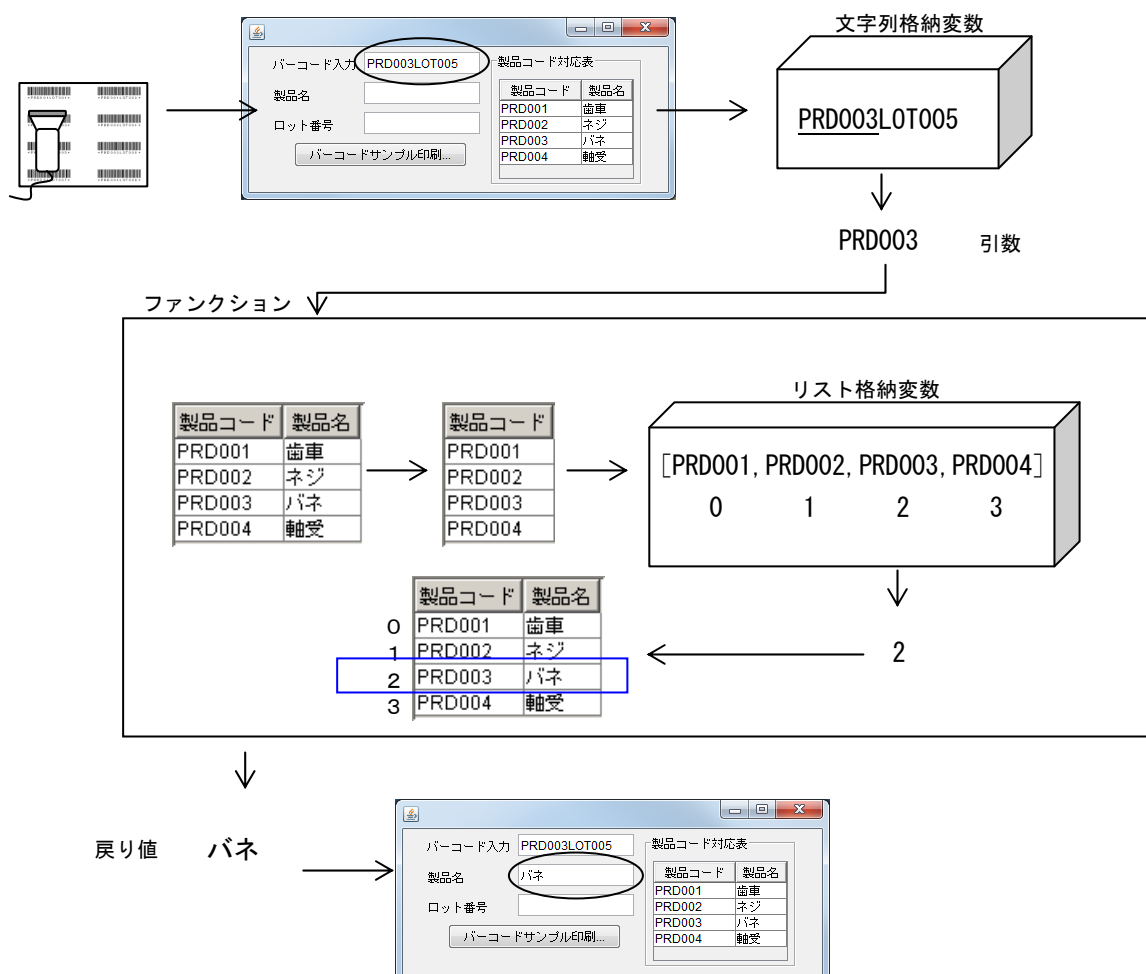 文字列格納変数
バーコード入力 PRD003LOT005
製品名
ロット番号
バーコードサンプル印刷...
製品コード対応表
製品コード 製品名
PRD001 歯車
PRD002 ネジ
PRD003 バネ
PRD004 軸受
PRD003LOT005
PRD003 引数
ファンクション
製品コード 製品名
PRD001 歯車
PRD002 ネジ
PRD003 バネ
PRD004 軸受
製品コード
PRD001
PRD002
PRD003
PRD004
リスト格納変数
[PRD001, PRD002, PRD003, PRD004]
0 1 2 3
2
製品コード 製品名
0 PRD001 歯車
1 PRD002 ネジ
2 PRD003 バネ
3 PRD004 軸受
戻り値 バネ
バーコード入力 PRD003LOT005
製品名 バネ
ロット番号
バーコードサンプル印刷...
製品コード対応表
製品コード 製品名
PRD001 歯車
PRD002 ネジ
PRD003 バネ
PRD004 軸受